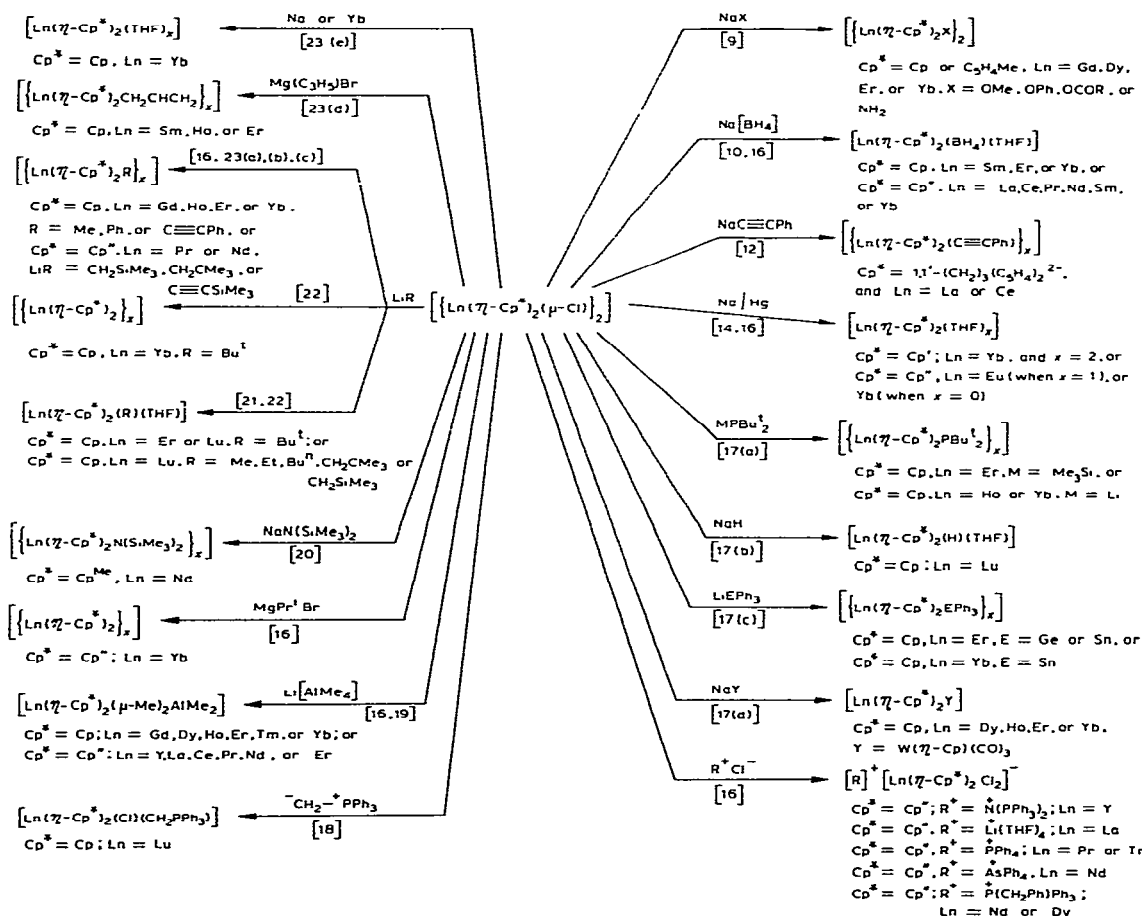 [Ln(η-Cp*)₂(THF)ₓ]
Na or Yb
[23(e)]
Cp* = Cp, Ln = Yb
[{Ln(η-Cp*)₂CH₂CHCH₂}ₓ]
Mg(C₃H₅)Br
[23(d)]
Cp* = Cp, Ln = Sm, Ho, or Er
[{Ln(η-Cp*)₂R}ₓ]
[16, 23(a),(b),(c)]
Cp* = Cp, Ln = Gd, Ho, Er, or Yb,
R = Me, Ph, or C≡CPh, or
Cp* = Cp", Ln = Pr or Nd,
LiR = CH₂SiMe₃, CH₂CMe₃, or
C≡CSiMe₃
[{Ln(η-Cp*)₂}ₓ]
[22]
Cp* = Cp, Ln = Yb, R = Buᵗ
LiR
[{Ln(η-Cp*)₂(μ-Cl)}₂]
[Ln(η-Cp*)₂(R)(THF)]
[21,22]
Cp* = Cp, Ln = Er or Lu, R = Buᵗ; or
Cp* = Cp, Ln = Lu, R = Me, Et, Buⁿ, CH₂CMe₃ or
CH₂SiMe₃
[{Ln(η-Cp*)₂N(SiMe₃)₂}ₓ]
NaN(SiMe₃)₂
[20]
Cp* = Cpᴹᵉ, Ln = Nd
[{Ln(η-Cp*)₂}ₓ]
MgPrⁱBr
[16]
Cp* = Cp"; Ln = Yb
[Ln(η-Cp*)₂(μ-Me)₂AlMe₂]
Li[AlMe₄]
[16,19]
Cp* = Cp; Ln = Gd, Dy, Ho, Er, Tm, or Yb; or
Cp* = Cp"; Ln = Y, La, Ce, Pr, Nd, or Er
[Ln(η-Cp*)₂(Cl)(CH₂PPh₃)]
⁻CH₂-⁺PPh₃
[18]
Cp* = Cp; Ln = Lu
NaX
[9]
[{Ln(η-Cp*)₂X}₂]
Cp* = Cp or C₅H₄Me, Ln = Gd, Dy,
Er, or Yb, X = OMe, OPh, OCOR, or
NH₂
Na[BH₄]
[10,16]
[Ln(η-Cp*)₂(BH₄)(THF)]
Cp* = Cp, Ln = Sm, Er, or Yb, or
Cp* = Cp", Ln = La, Ce, Pr, Nd, Sm,
or Yb
NaC≡CPh
[12]
[{Ln(η-Cp*)₂(C≡CPh)}ₓ]
Cp* = 1,1'-(CH₂)₃(C₅H₄)₂²⁻,
and Ln = La or Ce
Na/Hg
[14,16]
[Ln(η-Cp*)₂(THF)ₓ]
Cp* = Cp'; Ln = Yb, and x = 2, or
Cp* = Cp", Ln = Eu (when x = 1), or
Yb (when x = 0)
MPBuᵗ₂
[17(a)]
[{Ln(η-Cp*)₂PBuᵗ₂}ₓ]
Cp* = Cp, Ln = Er, M = Me₃Si, or
Cp* = Cp, Ln = Ho or Yb, M = Li
NaH
[17(b)]
[Ln(η-Cp*)₂(H)(THF)]
Cp* = Cp; Ln = Lu
LiEPh₃
[17(c)]
[{Ln(η-Cp*)₂EPh₃}ₓ]
Cp* = Cp, Ln = Er, E = Ge or Sn, or
Cp* = Cp, Ln = Yb, E = Sn
NaY
[17(d)]
[Ln(η-Cp*)₂Y]
Cp* = Cp, Ln = Dy, Ho, Er, or Yb,
Y = W(η-Cp)(CO)₃
R⁺Cl⁻
[16]
[R]⁺[Ln(η-Cp*)₂Cl₂]⁻
Cp* = Cp"; R⁺ = N⁺(PPh₃)₂; Ln = Y
Cp* = Cp", R⁺ = Li⁺(THF)₄; Ln = La
Cp* = Cp", R⁺ = P⁺Ph₄; Ln = Pr or
Cp* = Cp", R⁺ = As⁺Ph₄, Ln = Nd
Cp* = Cp"; R⁺ = P⁺(CH₂Ph)Ph₃;
Ln = Nd or Dy